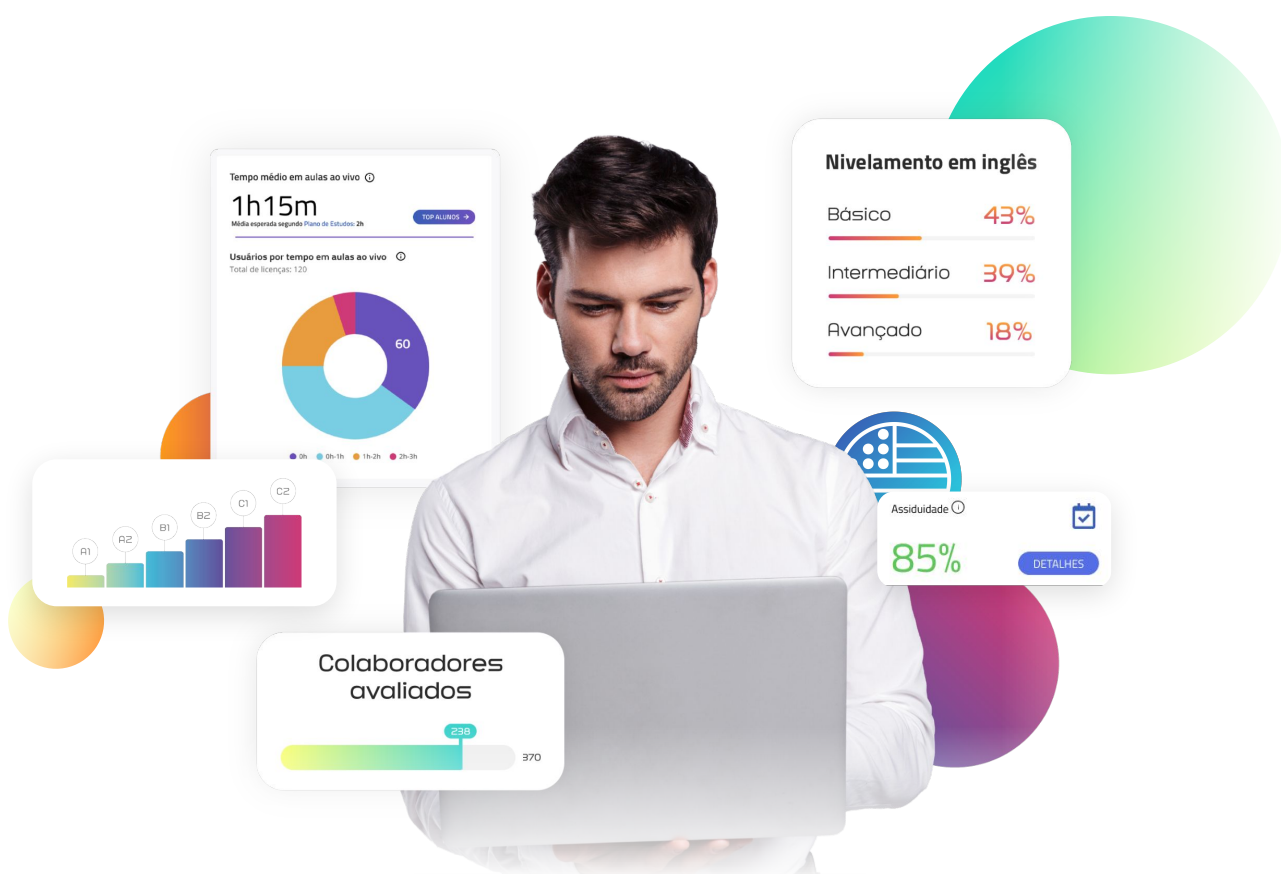 Tempo médio em aulas ao vivo
1h15m
Média esperada segundo Plano de Estudos: 2h
TOP ALUNOS →
Usuários por tempo em aulas ao vivo
Total de licenças: 120
60
0h 0h-1h 1h-2h 2h-3h
Nivelamento em inglês
Básico 43%
Intermediário 39%
Avançado 18%
A1
A2
B1
B2
C1
C2
Assiduidade
85%
DETALHES
Colaboradores
avaliados
238
370